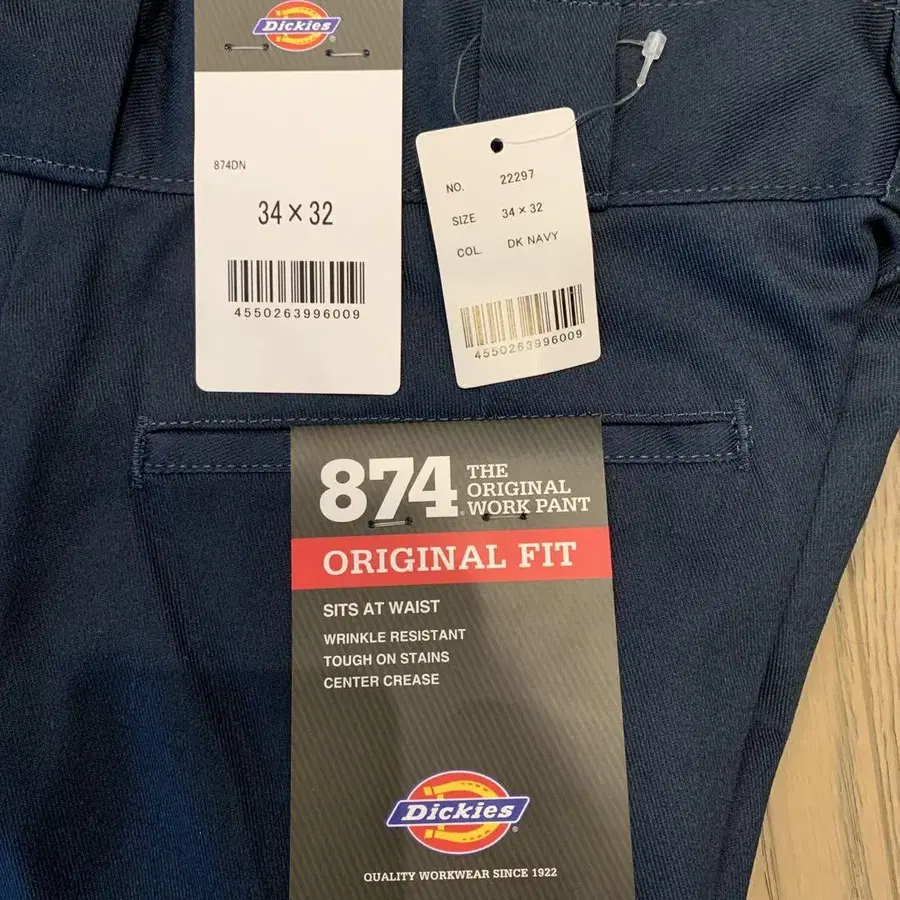 Dickies
®
874DN
34×32
4550263996009
NO. 22297
SIZE 34×32
COL. DK NAVY
4550263996009
874® THE
ORIGINAL
WORK PANT
ORIGINAL FIT
SITS AT WAIST
WRINKLE RESISTANT
TOUGH ON STAINS
CENTER CREASE
Dickies
®
QUALITY WORKWEAR SINCE 1922